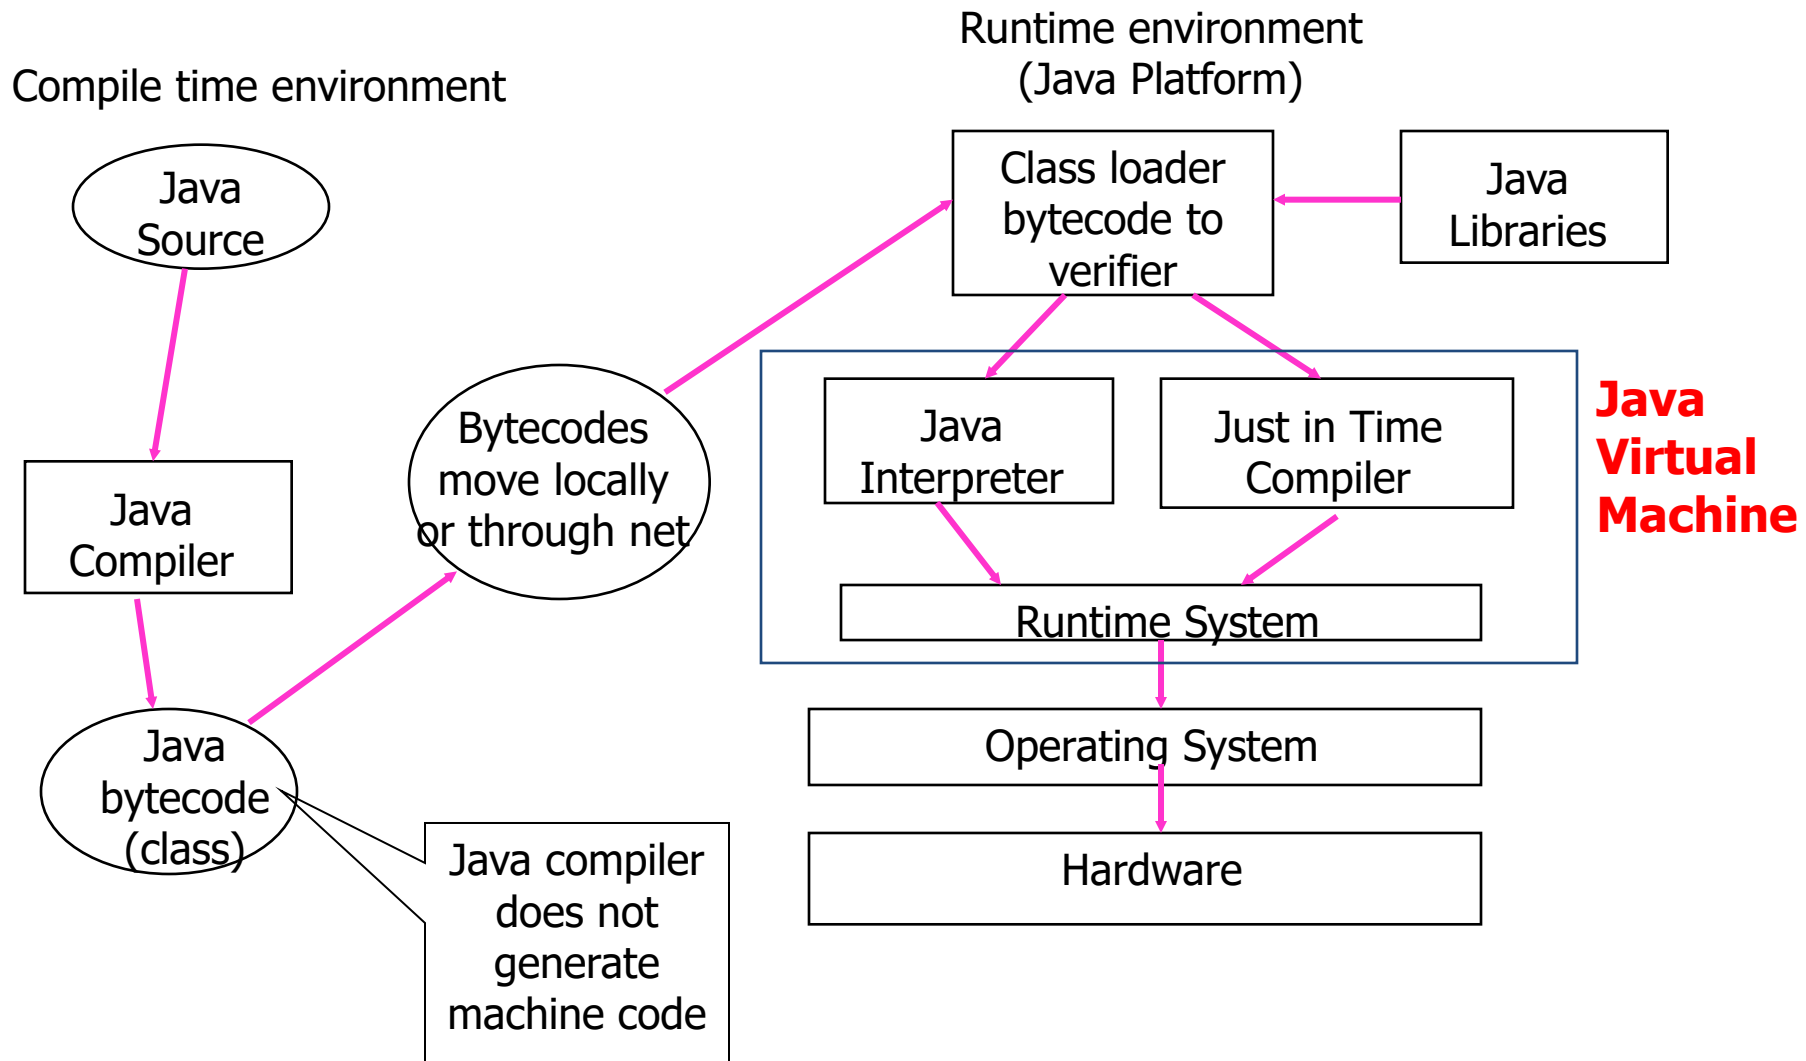 Compile time environment
Runtime environment
(Java Platform)
Java
Source
Java
Compiler
Java
bytecode
(class)
Java compiler
does not
generate
machine code
Bytecodes
move locally
or through net
Class loader
bytecode to
verifier
Java
Libraries
Java
Interpreter
Just in Time
Compiler
Runtime System
Java
Virtual
Machine
Operating System
Hardware